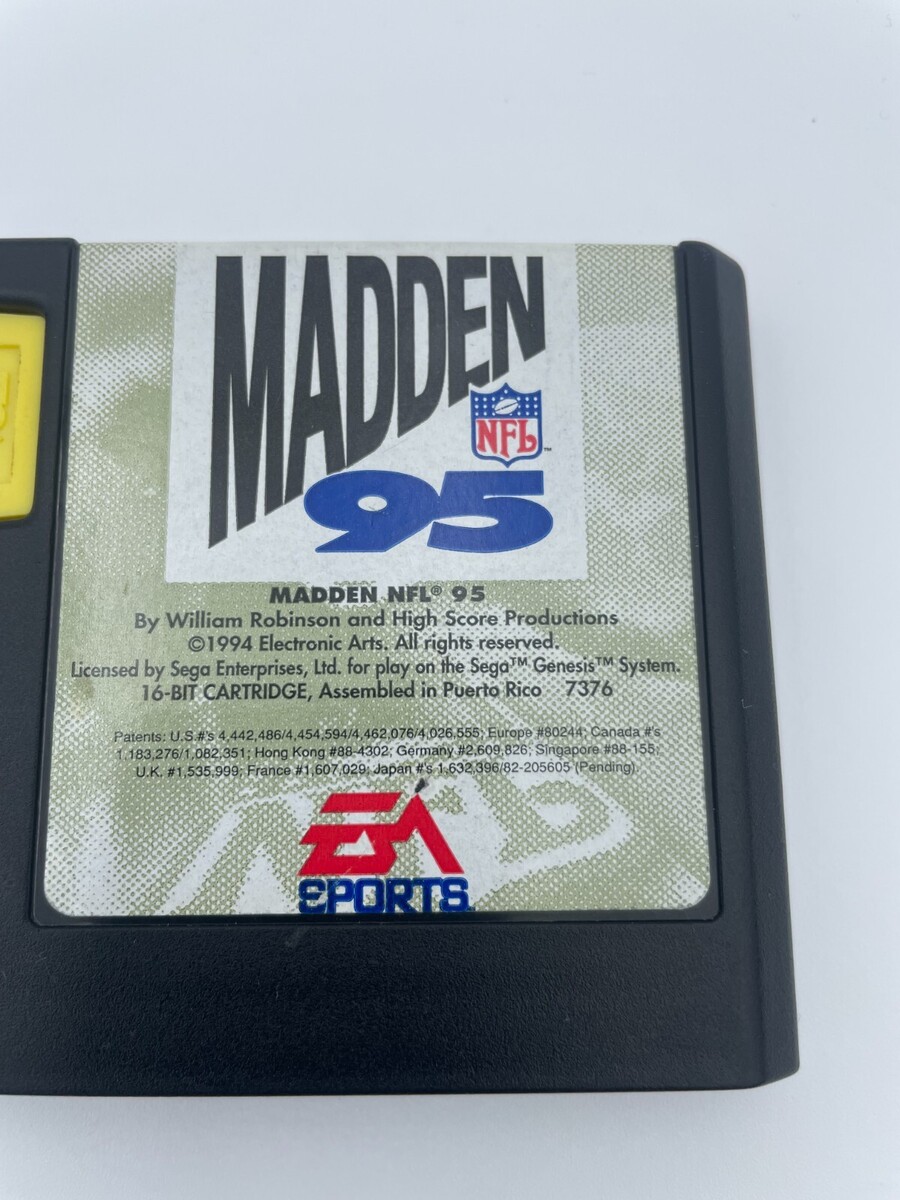 MADDEN
NFL™
95
MADDEN NFL® 95
By William Robinson and High Score Productions
©1994 Electronic Arts. All rights reserved.
Licensed by Sega Enterprises, Ltd. for play on the Sega™ Genesis™ System.
16-BIT CARTRIDGE, Assembled in Puerto Rico 7376
Patents: U.S.#'s 4,442,486/4,454,594/4,462,076/4,026,555; Europe #80244; Canada #'s
1,183,276/1,082,351; Hong Kong #88-4302; Germany #2,609,826; Singapore #88-155;
U.K. #1,535,999; France #1,607,029; Japan #'s 1,632,396/82-205605 (Pending).
EA
SPORTS